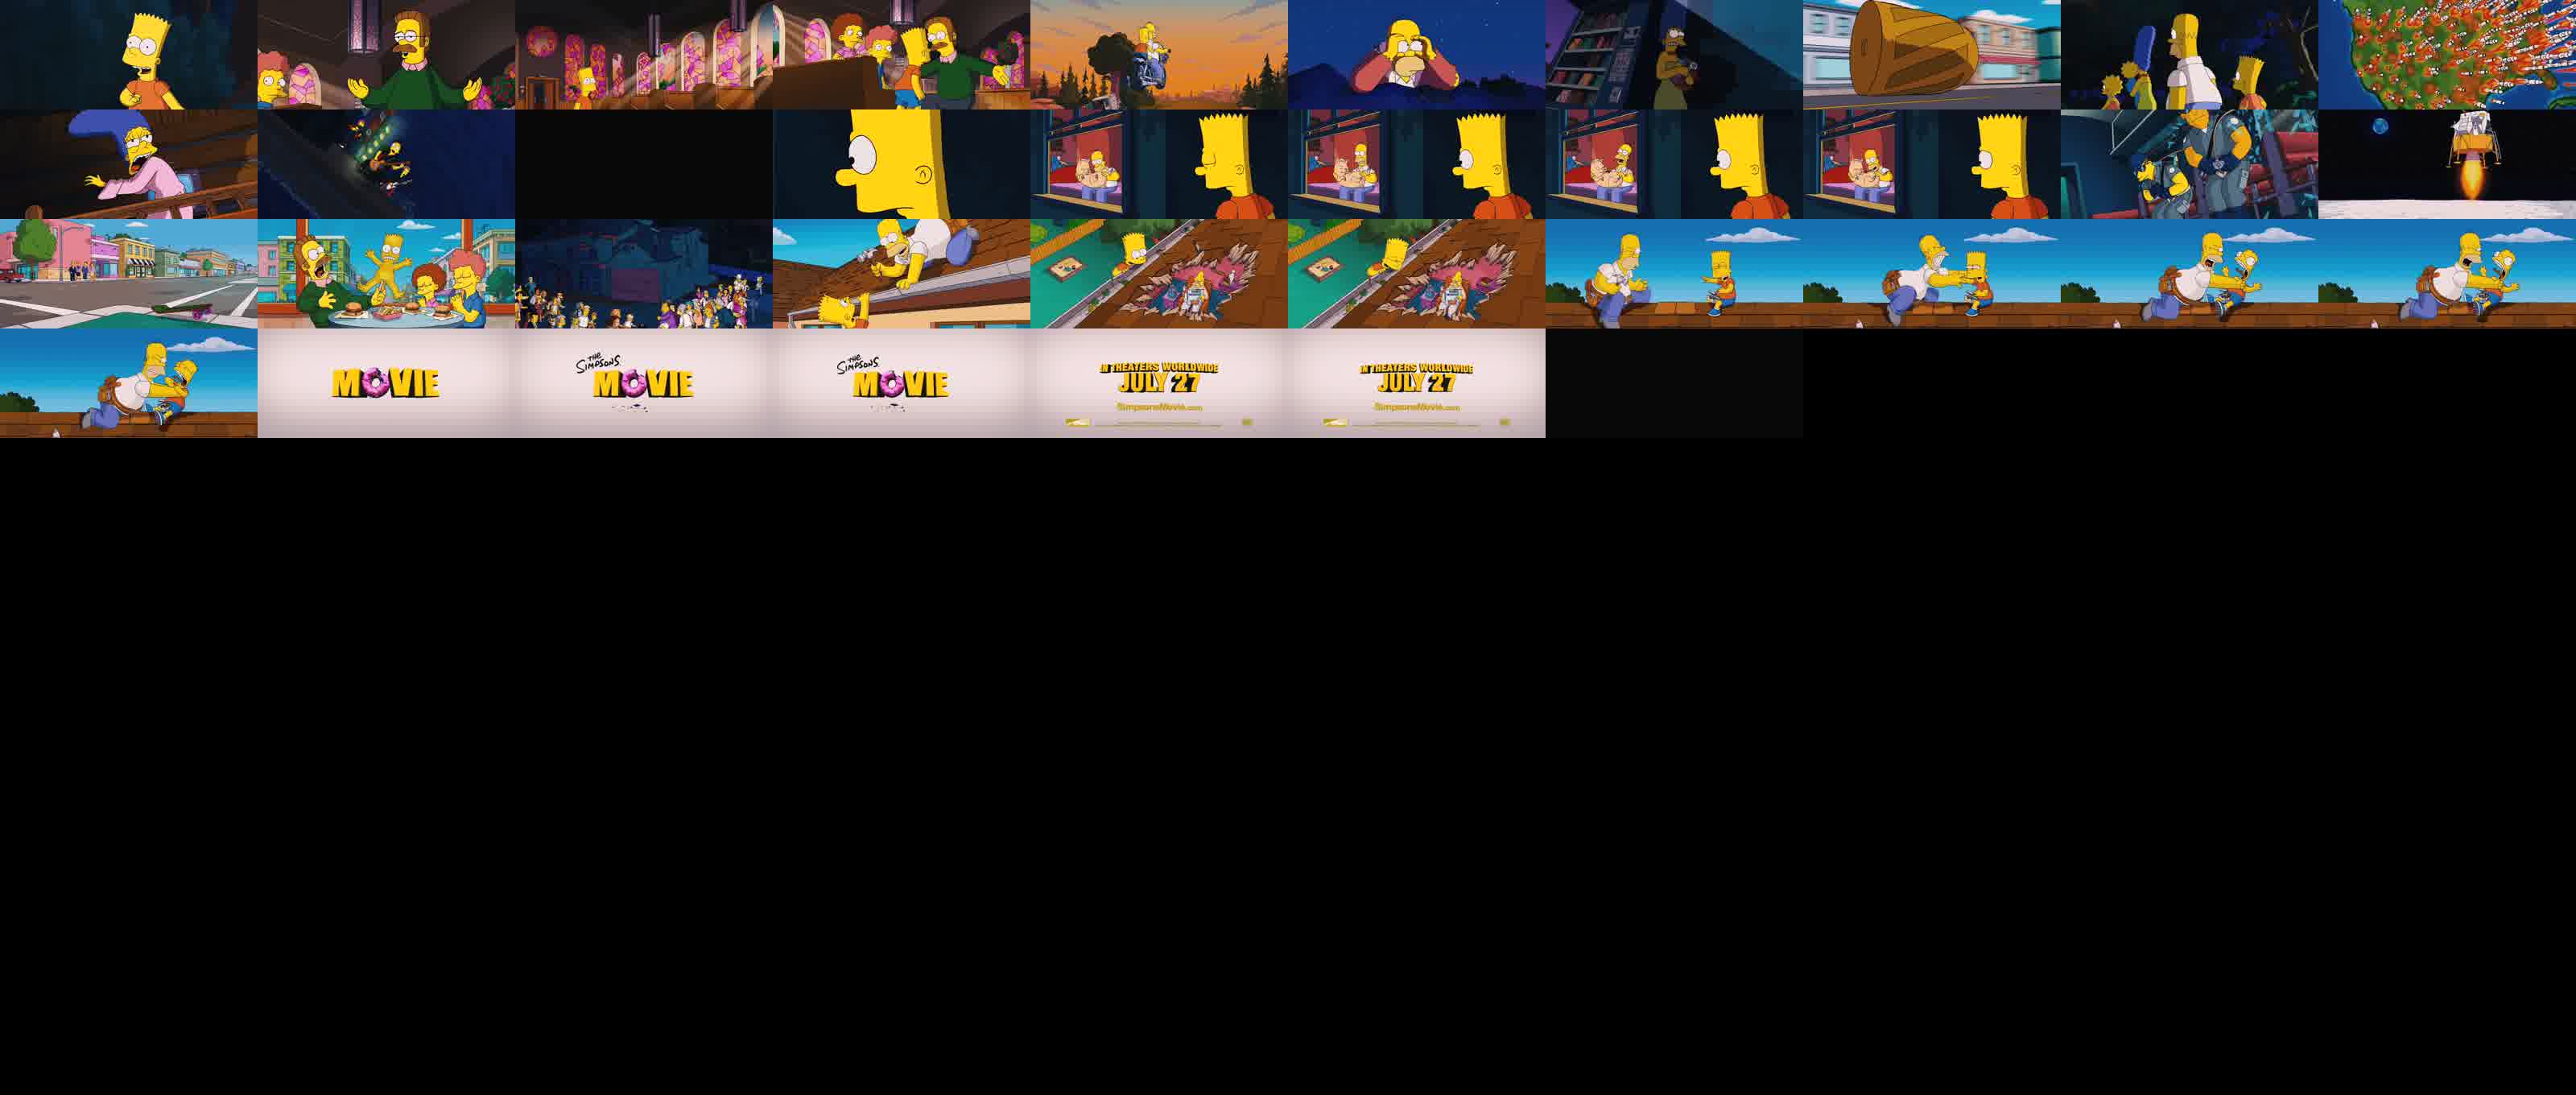 MOVIE
THE
SIMPSONS
MOVIE
THE
SIMPSONS
MOVIE
IN THEATERS WORLDWIDE
JULY 27
SimpsonsMovie.com
IN THEATERS WORLDWIDE
JULY 27
SimpsonsMovie.com